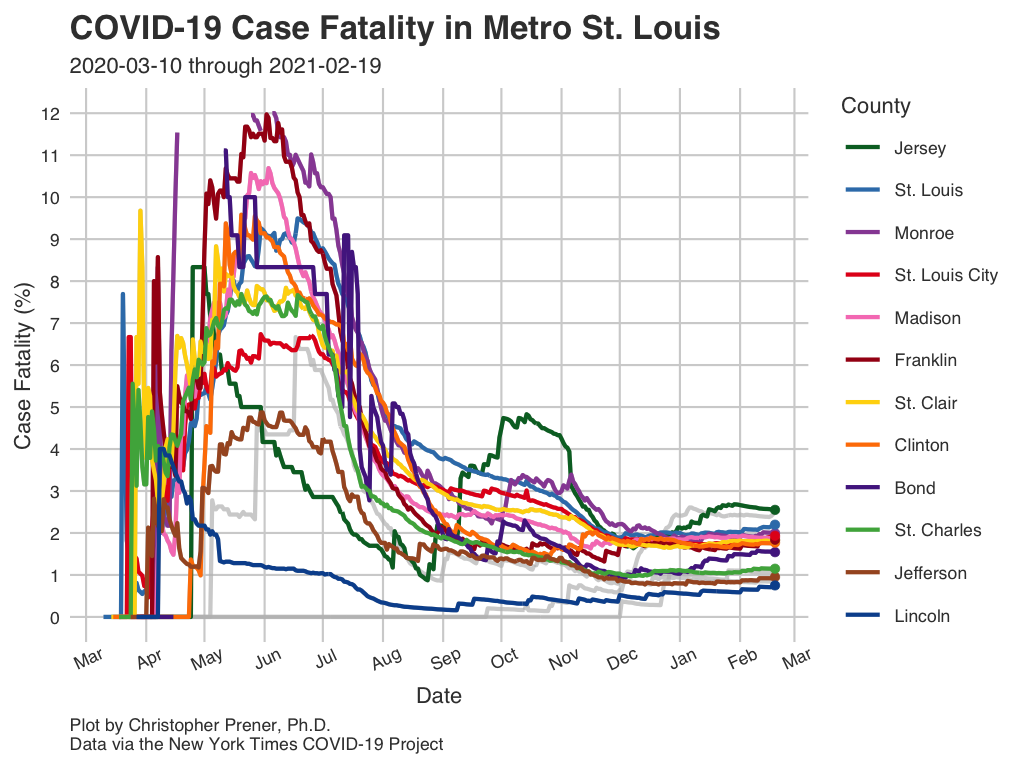 COVID-19 Case Fatality in Metro St. Louis
2020-03-10 through 2021-02-19
Case Fatality (%)
12
11
10
9
8
7
6
5
4
3
2
1
0
Mar Apr May Jun Jul Aug Sep Oct Nov Dec Jan Feb Mar
Date
County
Jersey
St. Louis
Monroe
St. Louis City
Madison
Franklin
St. Clair
Clinton
Bond
St. Charles
Jefferson
Lincoln
Plot by Christopher Prener, Ph.D.
Data via the New York Times COVID-19 Project